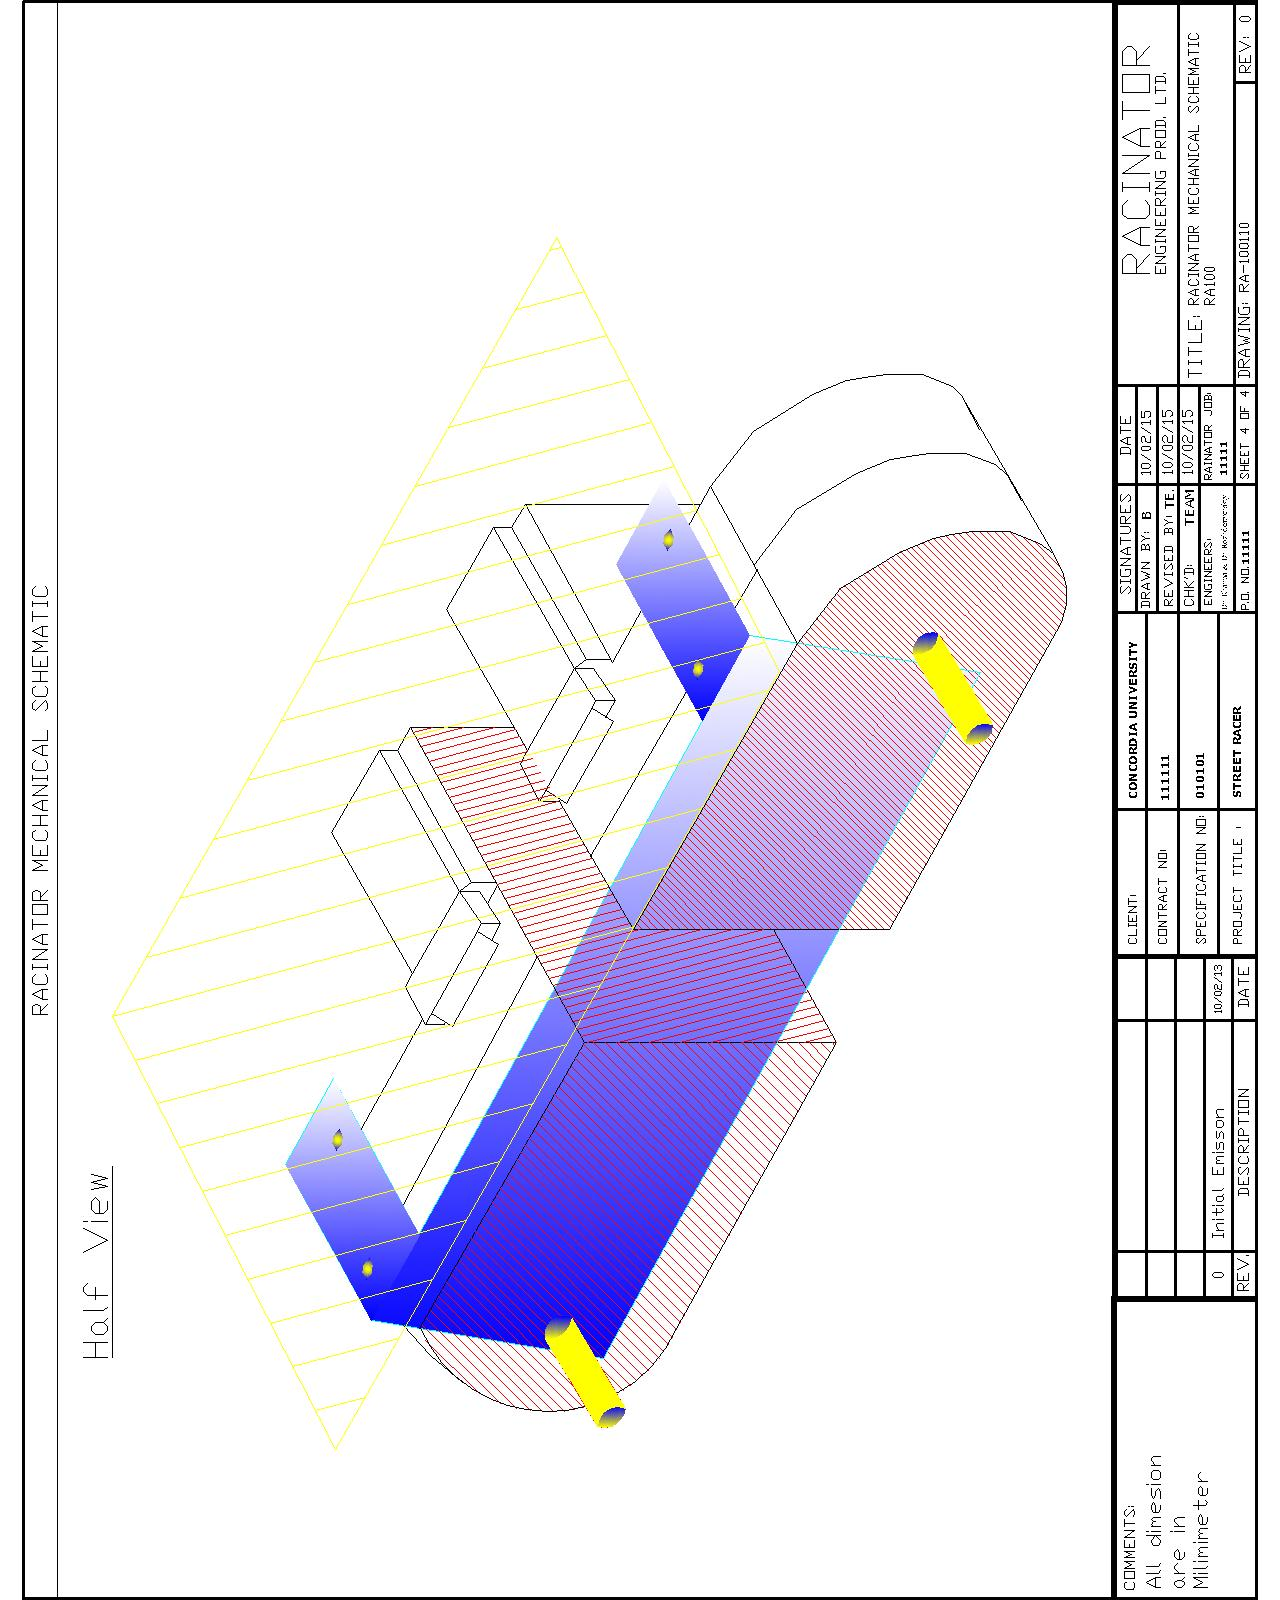 RACINATOR MECHANICAL SCHEMATIC
Half View
COMMENTS:
All dimesion
are in
Milimimeter
0 Initial Emisson 10/02/13
REV. DESCRIPTION DATE
CLIENT: CONCORDIA UNIVERSITY
CONTRACT NO: 111111
SPECIFICATION NO: 010101
PROJECT TITLE : STREET RACER
SIGNATURES DATE
DRAWN BY: B 10/02/15
REVISED BY: TE. 10/02/15
CHK'D: TEAM 10/02/15
ENGINEERS:
RAINATOR JOB:
11111
P.O. NO.11111 SHEET 4 OF 4
RACINATOR
ENGINEERING PROD. LTD.
TITLE: RACINATOR MECHANICAL SCHEMATIC
RA100
DRAWING: RA-100110 REV: 0